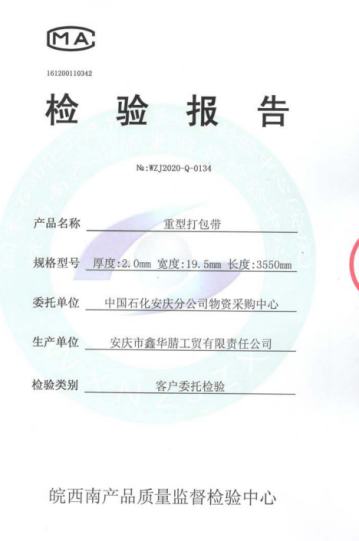 MA
161200110342
检验报告
№:WZJ2020-Q-0134
产品名称 重型打包带
规格型号 厚度:2.0mm 宽度:19.5mm 长度:3550mm
委托单位 中国石化安庆分公司物资采购中心
生产单位 安庆市鑫华腈工贸有限责任公司
检验类别 客户委托检验
皖西南产品质量监督检验中心